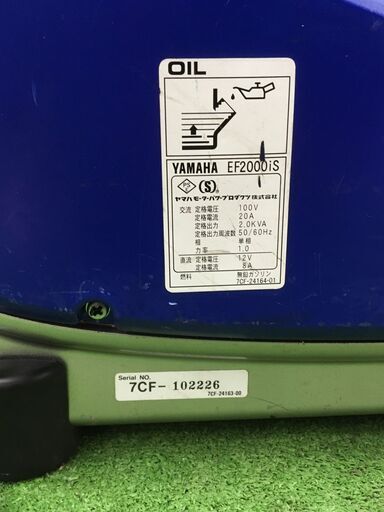 OIL
YAMAHA EF2000iS
PS E
(S)®
ヤマハモーターパワープロダクツ株式会社
交流 定格電圧 100V
定格電流 20A
定格出力 2.0KVA
定格出力周波数 50/60Hz
相 単相
力率 1.0
直流 定格電圧 12V
定格電流 8A
燃料 無鉛ガソリン
7CF-24164-01
Serial NO.
7CF- 102226
7CF-24163-00